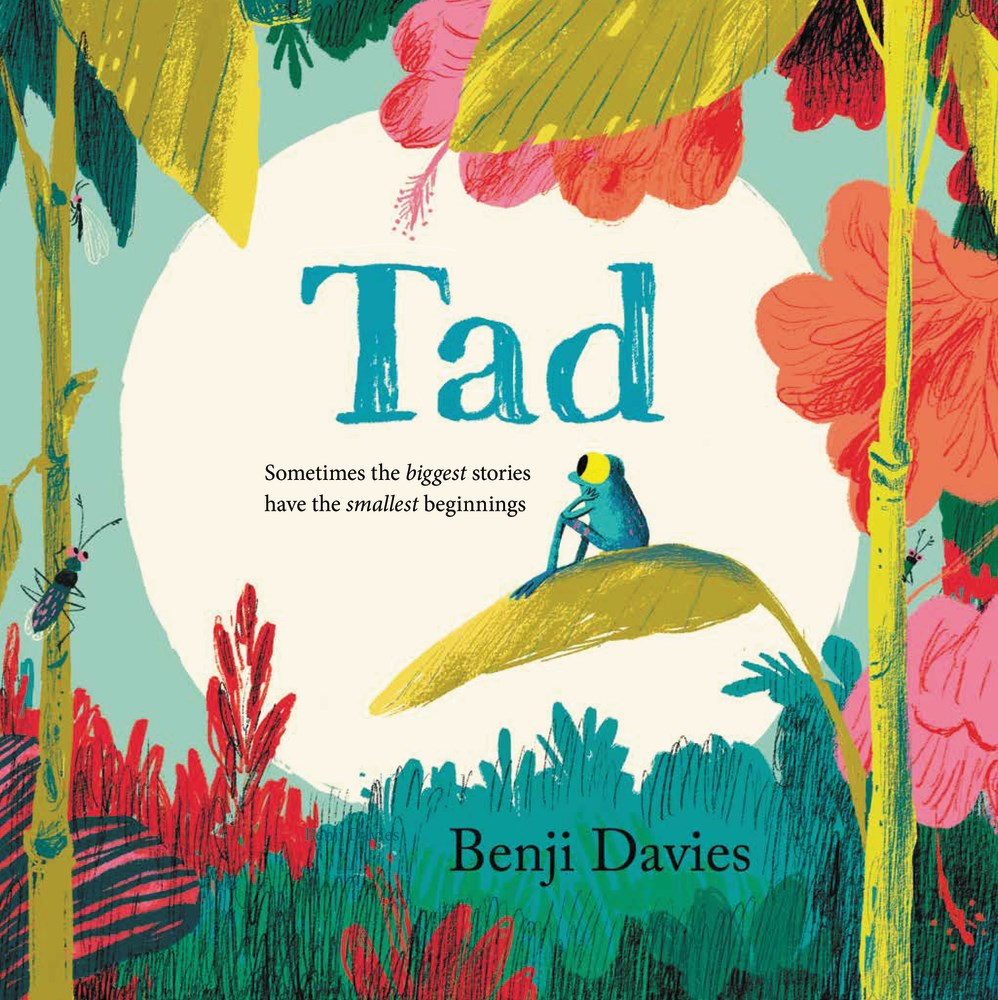 Tad
Sometimes the biggest stories
have the smallest beginnings
Benji Davies